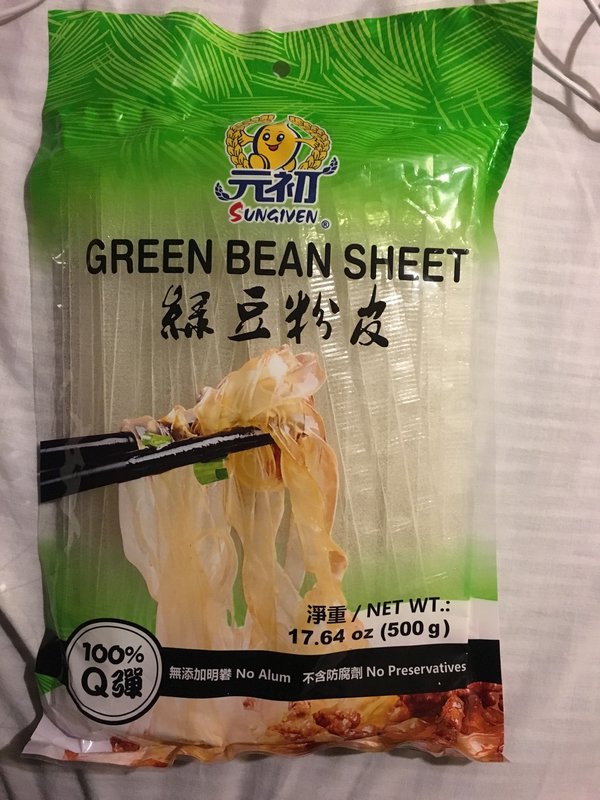 元初
SUNGIVEN®
GREEN BEAN SHEET
綠豆粉皮
淨重 / NET WT.:
17.64 oz (500 g)
100%
Q彈
無添加明礬 No Alum 不含防腐劑 No Preservatives